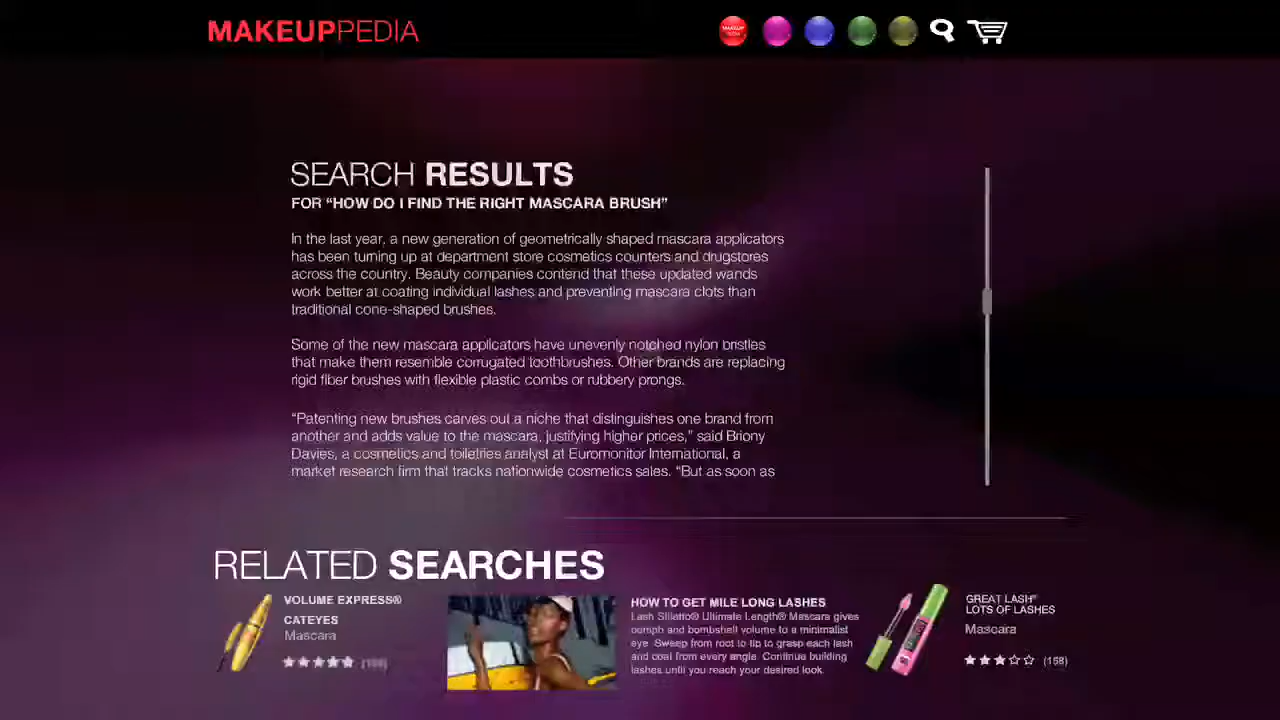 MAKEUPPEDIA
SEARCH RESULTS
FOR “HOW DO I FIND THE RIGHT MASCARA BRUSH”
In the last year, a new generation of geometrically shaped mascara applicators
has been turning up at department store cosmetics counters and drugstores
across the country. Beauty companies contend that these updated wands
work better at coating individual lashes and preventing mascara clots than
traditional cone-shaped brushes.
Some of the new mascara applicators have unevenly notched nylon bristles
that make them resemble corrugated toothbrushes. Other brands are replacing
rigid fiber brushes with flexible plastic combs or rubbery prongs.
“Patenting new brushes carves out a niche that distinguishes one brand from
another and adds value to the mascara, justifying higher prices,” said Briony
Davies, a cosmetics and toiletries analyst at Euromonitor International, a
market research firm that tracks nationwide cosmetics sales. “But as soon as
RELATED SEARCHES
VOLUME EXPRESS®
CATEYES
Mascara
HOW TO GET MILE LONG LASHES
Lash Stiletto® Ultimate Length® Mascara gives
oomph and bombshell volume to a minimalist
eye. Sweep from root to tip to grasp each lash
and coat from every angle. Continue building
lashes until you reach your desired look.
GREAT LASH®
LOTS OF LASHES
Mascara
(158)